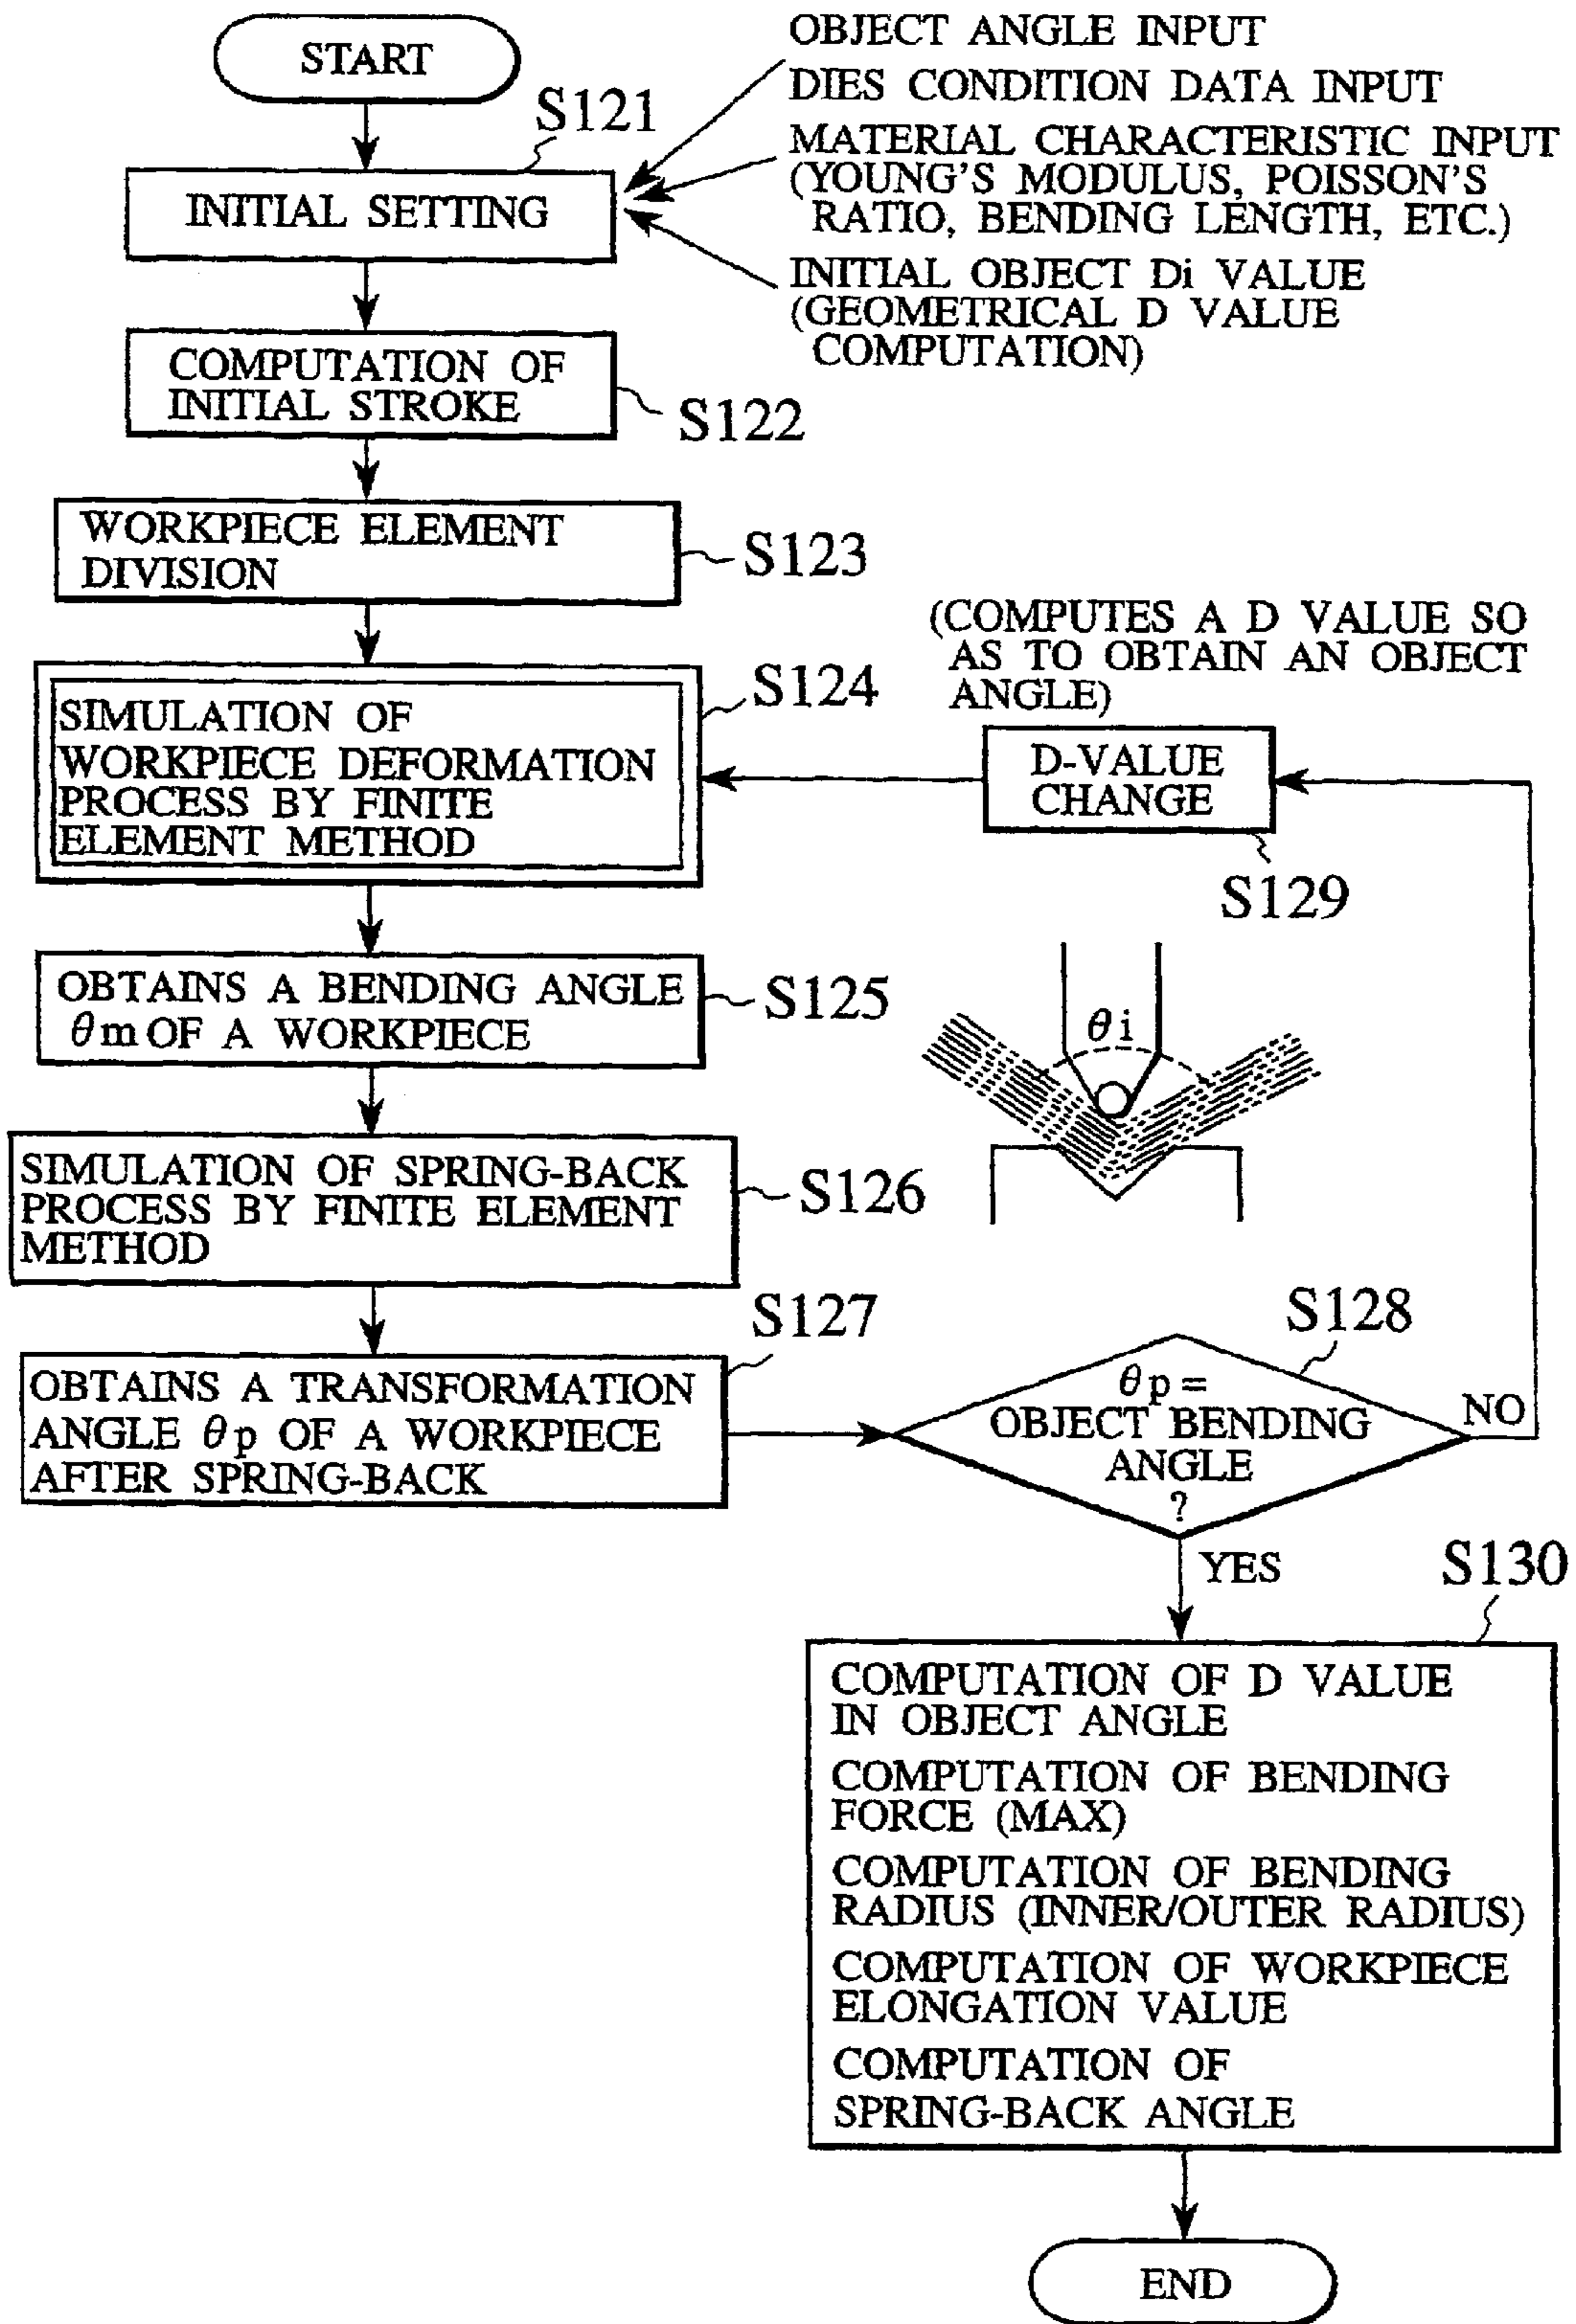 START
OBJECT ANGLE INPUT
DIES CONDITION DATA INPUT
MATERIAL CHARACTERISTIC INPUT
(YOUNG'S MODULUS, POISSON'S
RATIO, BENDING LENGTH, ETC.)
INITIAL OBJECT Di VALUE
(GEOMETRICAL D VALUE
COMPUTATION)
S121
INITIAL SETTING
COMPUTATION OF
INITIAL STROKE
S122
WORKPIECE ELEMENT
DIVISION
S123
(COMPUTES A D VALUE SO
AS TO OBTAIN AN OBJECT
ANGLE)
S124
SIMULATION OF
WORKPIECE DEFORMATION
PROCESS BY FINITE
ELEMENT METHOD
D-VALUE
CHANGE
S129
OBTAINS A BENDING ANGLE
θm OF A WORKPIECE
S125
θi
SIMULATION OF SPRING-BACK
PROCESS BY FINITE ELEMENT
METHOD
S126
S127
OBTAINS A TRANSFORMATION
ANGLE θp OF A WORKPIECE
AFTER SPRING-BACK
S128
θp =
OBJECT BENDING
ANGLE
?
NO
YES
S130
COMPUTATION OF D VALUE
IN OBJECT ANGLE
COMPUTATION OF BENDING
FORCE (MAX)
COMPUTATION OF BENDING
RADIUS (INNER/OUTER RADIUS)
COMPUTATION OF WORKPIECE
ELONGATION VALUE
COMPUTATION OF
SPRING-BACK ANGLE
END